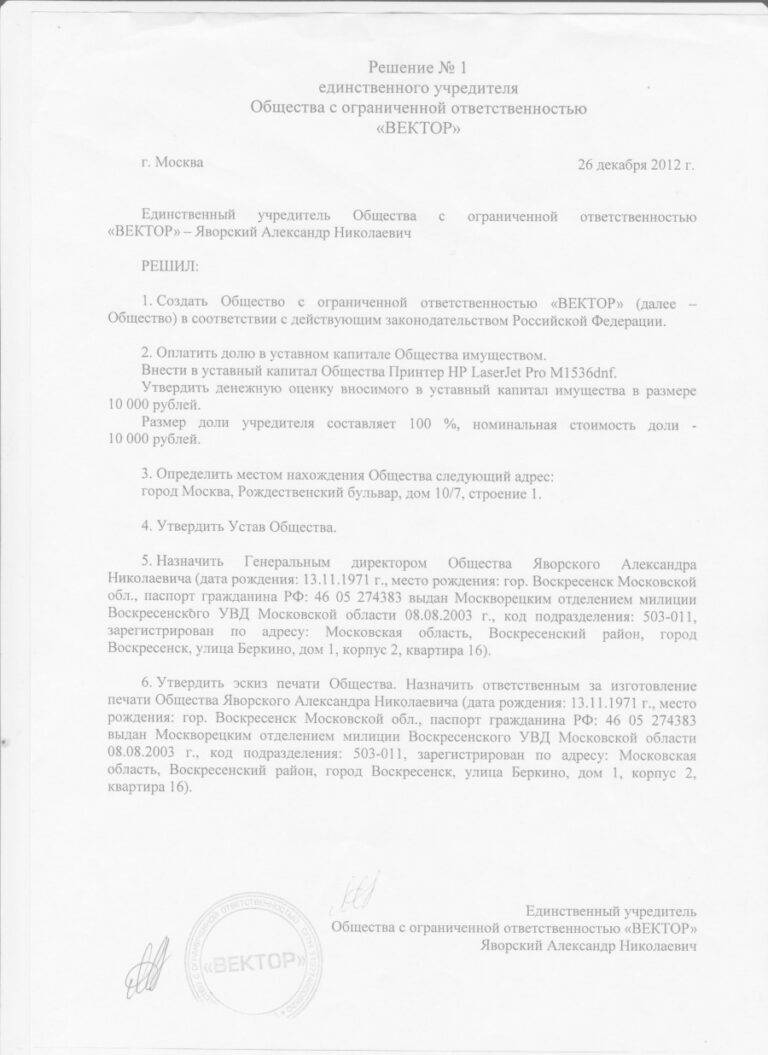 Решение № 1
единственного учредителя
Общества с ограниченной ответственностью
«ВЕКТОР»
г. Москва
26 декабря 2012 г.
Единственный учредитель Общества с ограниченной ответственностью
«ВЕКТОР» – Яворский Александр Николаевич
РЕШИЛ:
1. Создать Общество с ограниченной ответственностью «ВЕКТОР» (далее –
Общество) в соответствии с действующим законодательством Российской Федерации.
2. Оплатить долю в уставном капитале Общества имуществом.
Внести в уставный капитал Общества Принтер HP LaserJet Pro M1536dnf.
Утвердить денежную оценку вносимого в уставный капитал имущества в размере
10 000 рублей.
Размер доли учредителя составляет 100 %, номинальная стоимость доли -
10 000 рублей.
3. Определить местом нахождения Общества следующий адрес:
город Москва, Рождественский бульвар, дом 10/7, строение 1.
4. Утвердить Устав Общества.
5. Назначить Генеральным директором Общества Яворского Александра
Николаевича (дата рождения: 13.11.1971 г., место рождения: гор. Воскресенск Московской
обл., паспорт гражданина РФ: 46 05 274383 выдан Москворецким отделением милиции
Воскресенского УВД Московской области 08.08.2003 г., код подразделения: 503-011,
зарегистрирован по адресу: Московская область, Воскресенский район, город
Воскресенск, улица Беркино, дом 1, корпус 2, квартира 16).
6. Утвердить эскиз печати Общества. Назначить ответственным за изготовление
печати Общества Яворского Александра Николаевича (дата рождения: 13.11.1971 г., место
рождения: гор. Воскресенск Московской обл., паспорт гражданина РФ: 46 05 274383
выдан Москворецким отделением милиции Воскресенского УВД Московской области
08.08.2003 г., код подразделения: 503-011, зарегистрирован по адресу: Московская
область, Воскресенский район, город Воскресенск, улица Беркино, дом 1, корпус 2,
квартира 16).
Единственный учредитель
Общества с ограниченной ответственностью «ВЕКТОР»
Яворский Александр Николаевич
С ОГРАНИЧЕННОЙ ОТВЕТСТВЕННОСТЬЮ
«ВЕКТОР»